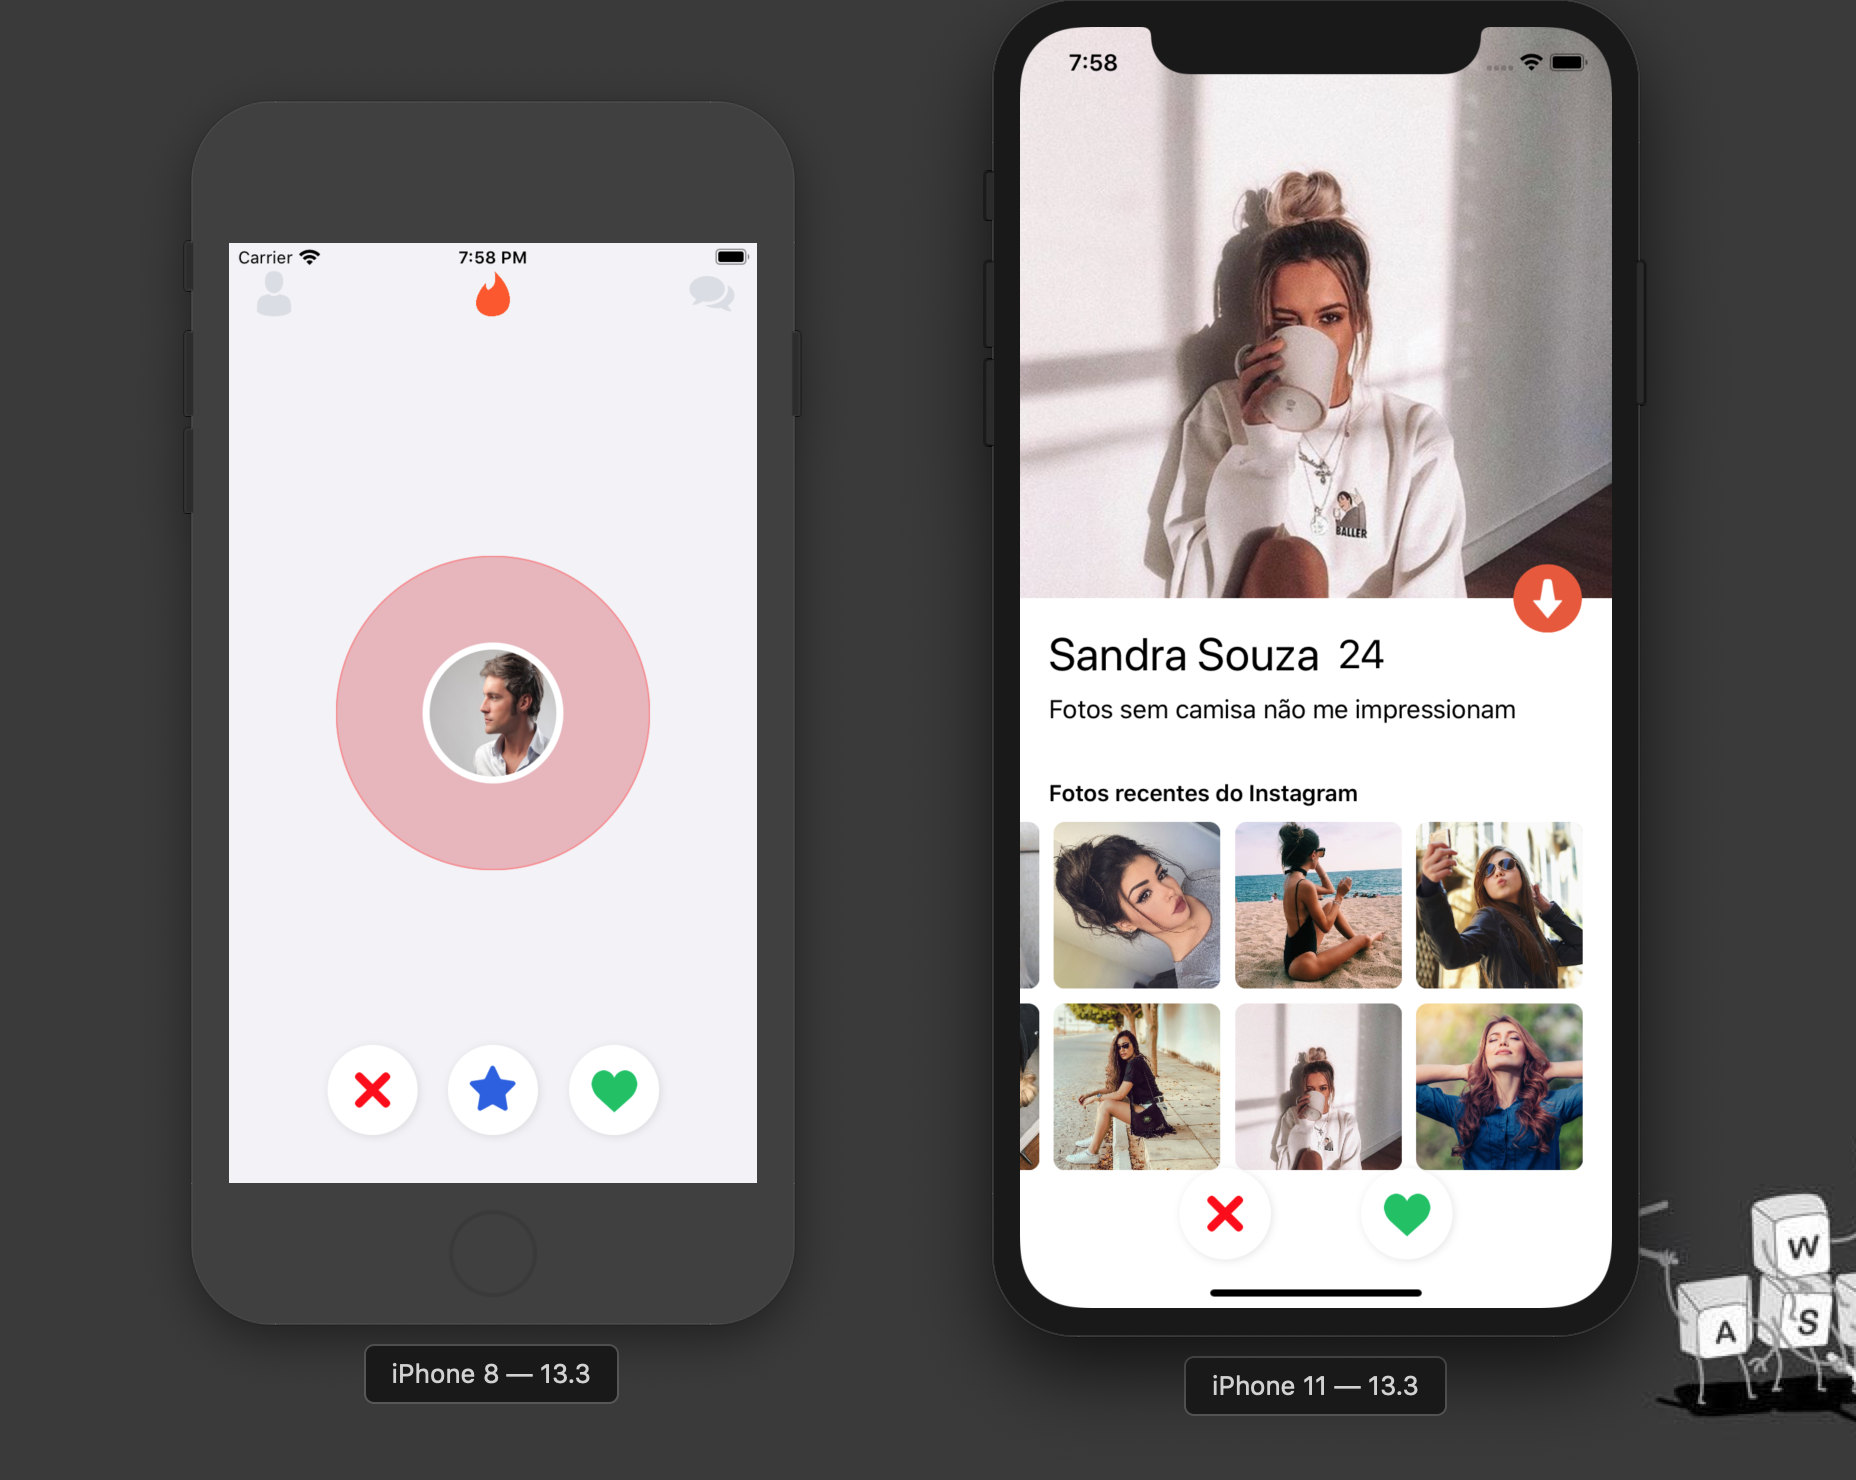 Carrier
7:58 PM
iPhone 8 — 13.3
7:58
BALLER
Sandra Souza 24
Fotos sem camisa não me impressionam
Fotos recentes do Instagram
iPhone 11 — 13.3
W
A S